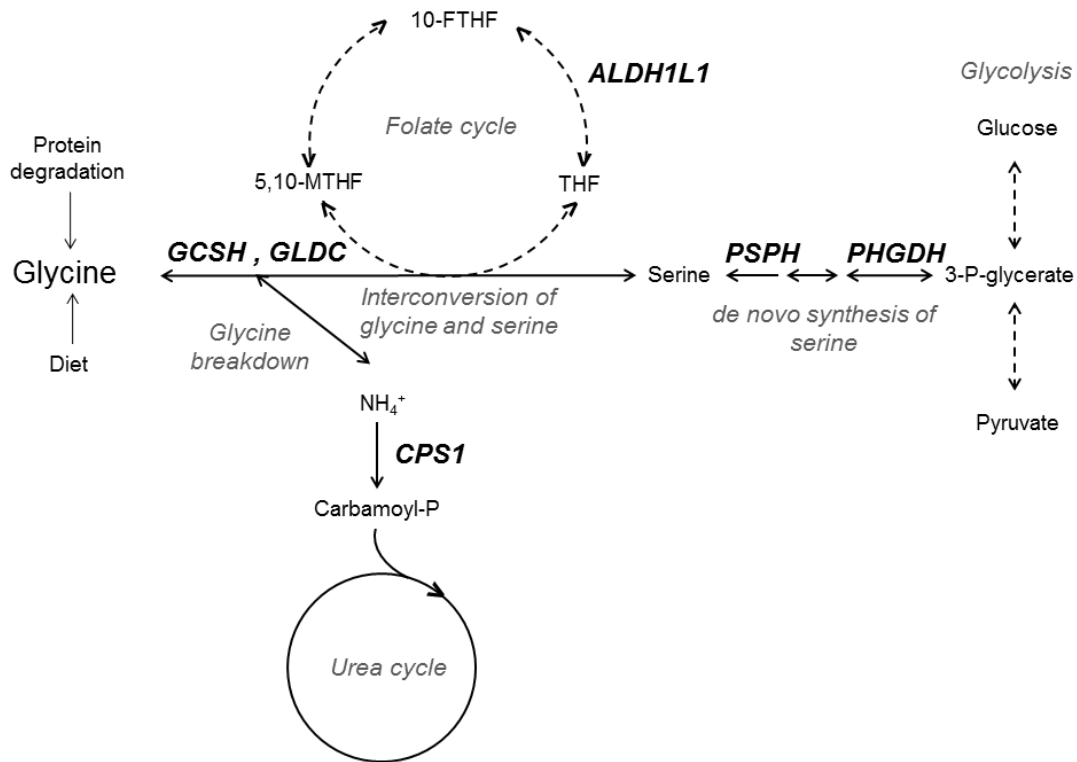 10-FTHF
ALDH1L1
Glycolysis
Folate cycle
Glucose
Protein
degradation
5,10-MTHF
THF
GCSH , GLDC
PSPH
PHGDH
Glycine
Serine
3-P-glycerate
Interconversion of
glycine and serine
de novo synthesis of
serine
Glycine
breakdown
Diet
NH₄⁺
Pyruvate
CPS1
Carbamoyl-P
Urea cycle